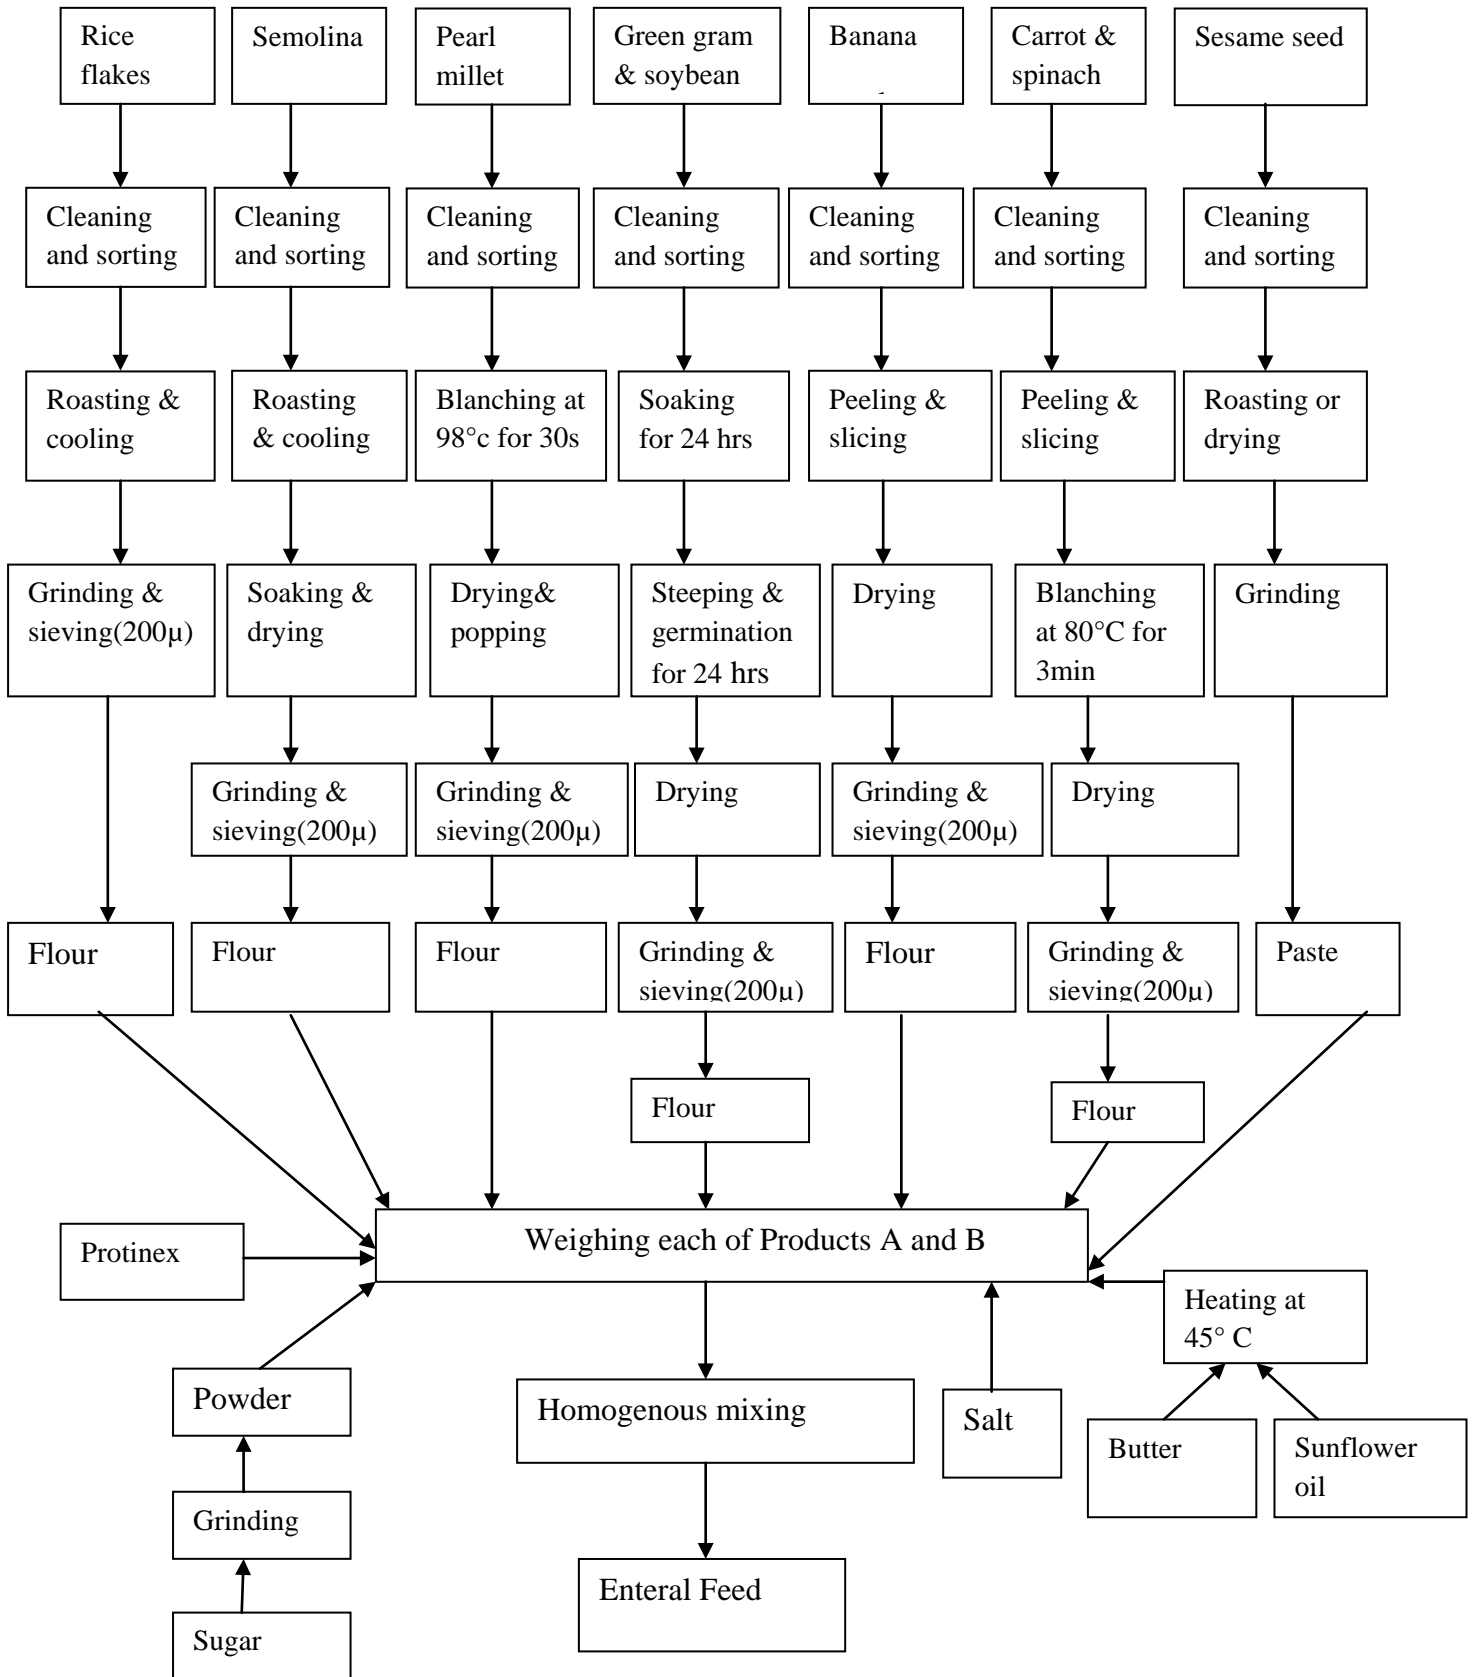 Rice
flakes
Semolina
Pearl
millet
Green gram
& soybean
Banana
Carrot &
spinach
Sesame seed
Cleaning
and sorting
Cleaning
and sorting
Cleaning
and sorting
Cleaning
and sorting
Cleaning
and sorting
Cleaning
and sorting
Cleaning
and sorting
Roasting &
cooling
Roasting
& cooling
Blanching at
98°c for 30s
Soaking
for 24 hrs
Peeling &
slicing
Peeling &
slicing
Roasting or
drying
Grinding &
sieving(200µ)
Soaking &
drying
Drying&
popping
Steeping &
germination
for 24 hrs
Drying
Blanching
at 80°C for
3min
Grinding
Grinding &
sieving(200µ)
Grinding &
sieving(200µ)
Drying
Grinding &
sieving(200µ)
Drying
Flour
Flour
Flour
Grinding &
sieving(200µ)
Flour
Grinding &
sieving(200µ)
Paste
Flour
Flour
Weighing each of Products A and B
Protinex
Heating at
45° C
Powder
Homogenous mixing
Salt
Butter
Sunflower
oil
Grinding
Enteral Feed
Sugar